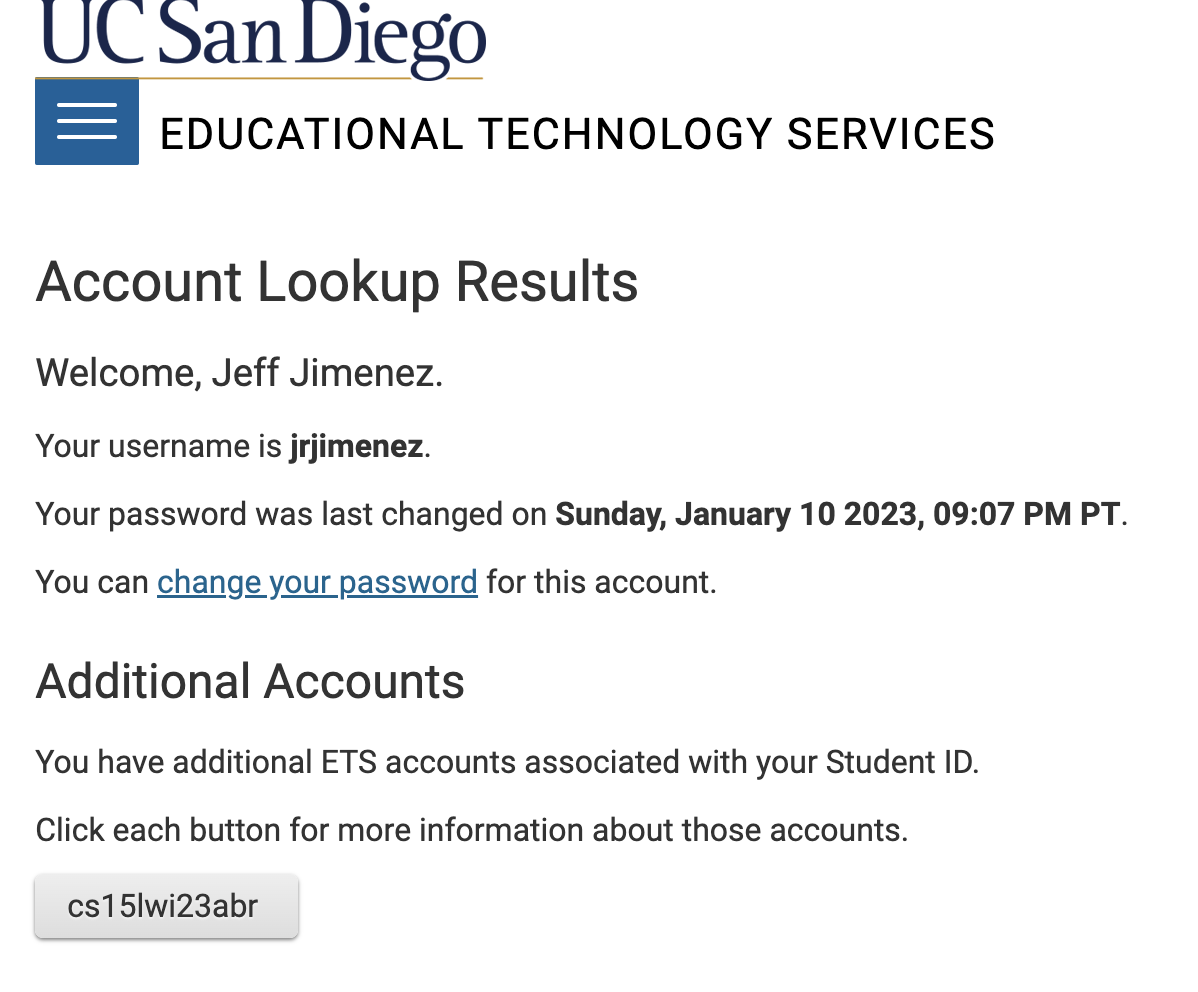 UC San Diego
EDUCATIONAL TECHNOLOGY SERVICES
Account Lookup Results
Welcome, Jeff Jimenez.
Your username is jrjimenez.
Your password was last changed on Sunday, January 10 2023, 09:07 PM PT.
You can change your password for this account.
Additional Accounts
You have additional ETS accounts associated with your Student ID.
Click each button for more information about those accounts.
cs15lwi23abr